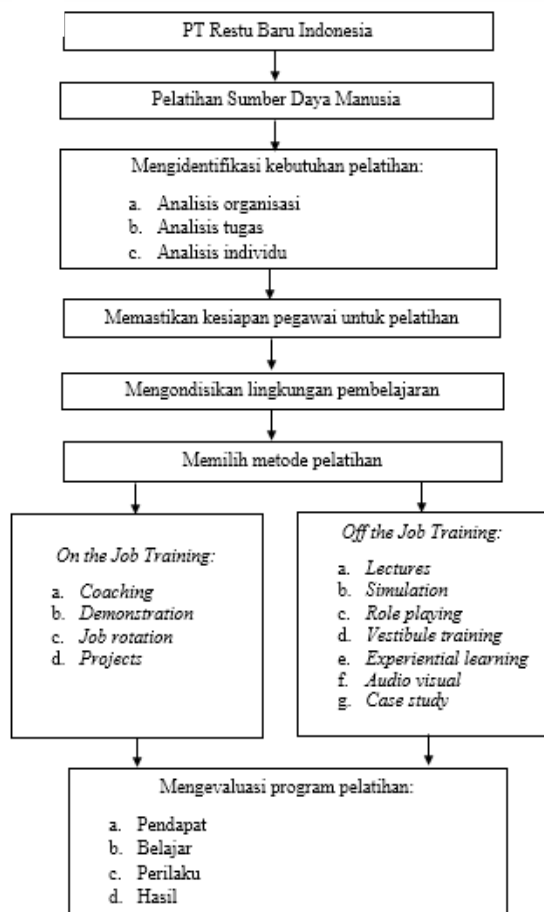 PT Restu Baru Indonesia
Pelatihan Sumber Daya Manusia
Mengidentifikasi kebutuhan pelatihan:
a. Analisis organisasi
b. Analisis tugas
c. Analisis individu
Memastikan kesiapan pegawai untuk pelatihan
Mengondisikan lingkungan pembelajaran
Memilih metode pelatihan
On the Job Training:
a. Coaching
b. Demonstration
c. Job rotation
d. Projects
Off the Job Training:
a. Lectures
b. Simulation
c. Role playing
d. Vestibule training
e. Experiential learning
f. Audio visual
g. Case study
Mengevaluasi program pelatihan:
a. Pendapat
b. Belajar
c. Perilaku
d. Hasil